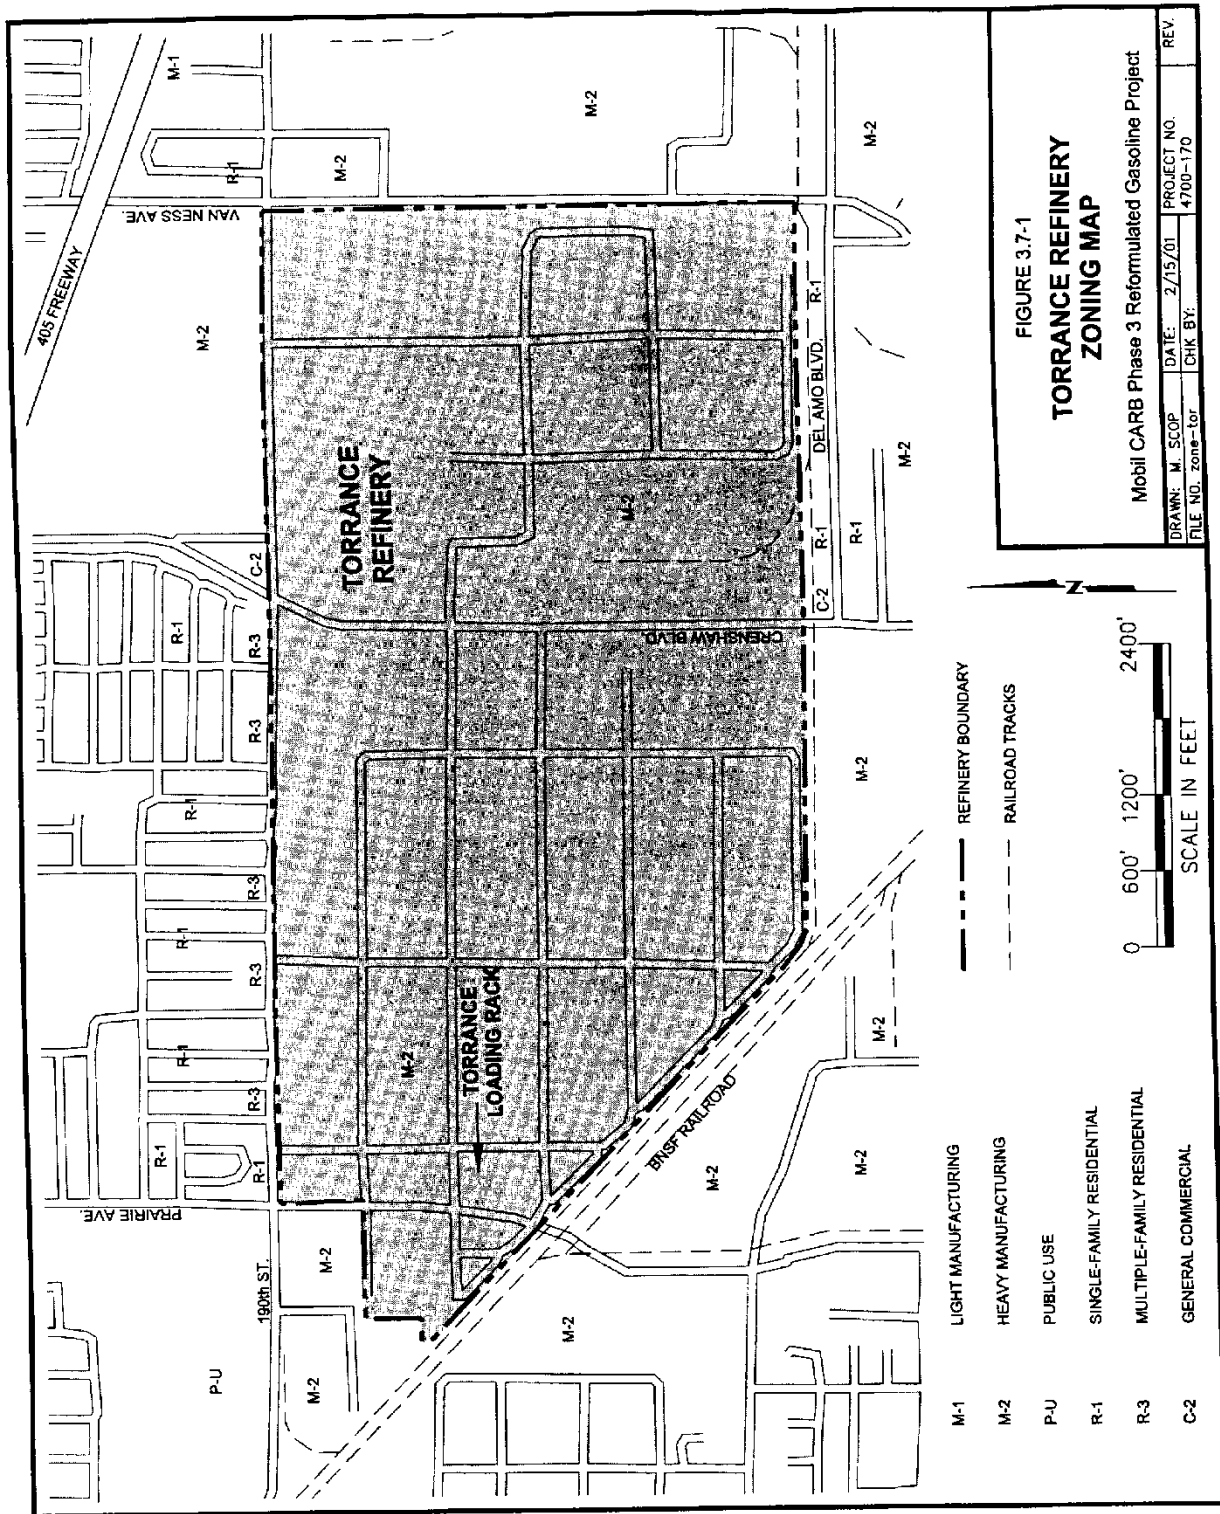 405 FREEWAY
VAN NESS AVE.
M-1
R-1
M-2
M-2
M-2
M-2
C-2
R-1
R-3
R-3
R-1
R-3
R-1
R-3
R-1
R-3
R-1
R-1
PRAIRIE AVE.
190th ST.
P-U
M-2
M-2
TORRANCE
REFINERY
M-2
M-2
TORRANCE
LOADING RACK
CRENSHAW BLVD.
DEL AMO BLVD.
R-1
R-1
C-2
R-1
M-2
M-2
BNSF RAILROAD
M-2
M-2
M-2
M-2
M-1 LIGHT MANUFACTURING
M-2 HEAVY MANUFACTURING
P-U PUBLIC USE
R-1 SINGLE-FAMILY RESIDENTIAL
R-3 MULTIPLE-FAMILY RESIDENTIAL
C-2 GENERAL COMMERCIAL
REFINERY BOUNDARY
RAILROAD TRACKS
0 600' 1200' 2400'
SCALE IN FEET
N
FIGURE 3.7-1
TORRANCE REFINERY
ZONING MAP
Mobil CARB Phase 3 Reformulated Gasoline Project
DRAWN: M. SCOP DATE: 2/15/01 PROJECT NO. REV.
FILE NO. zone-tor CHK BY: 4700-170